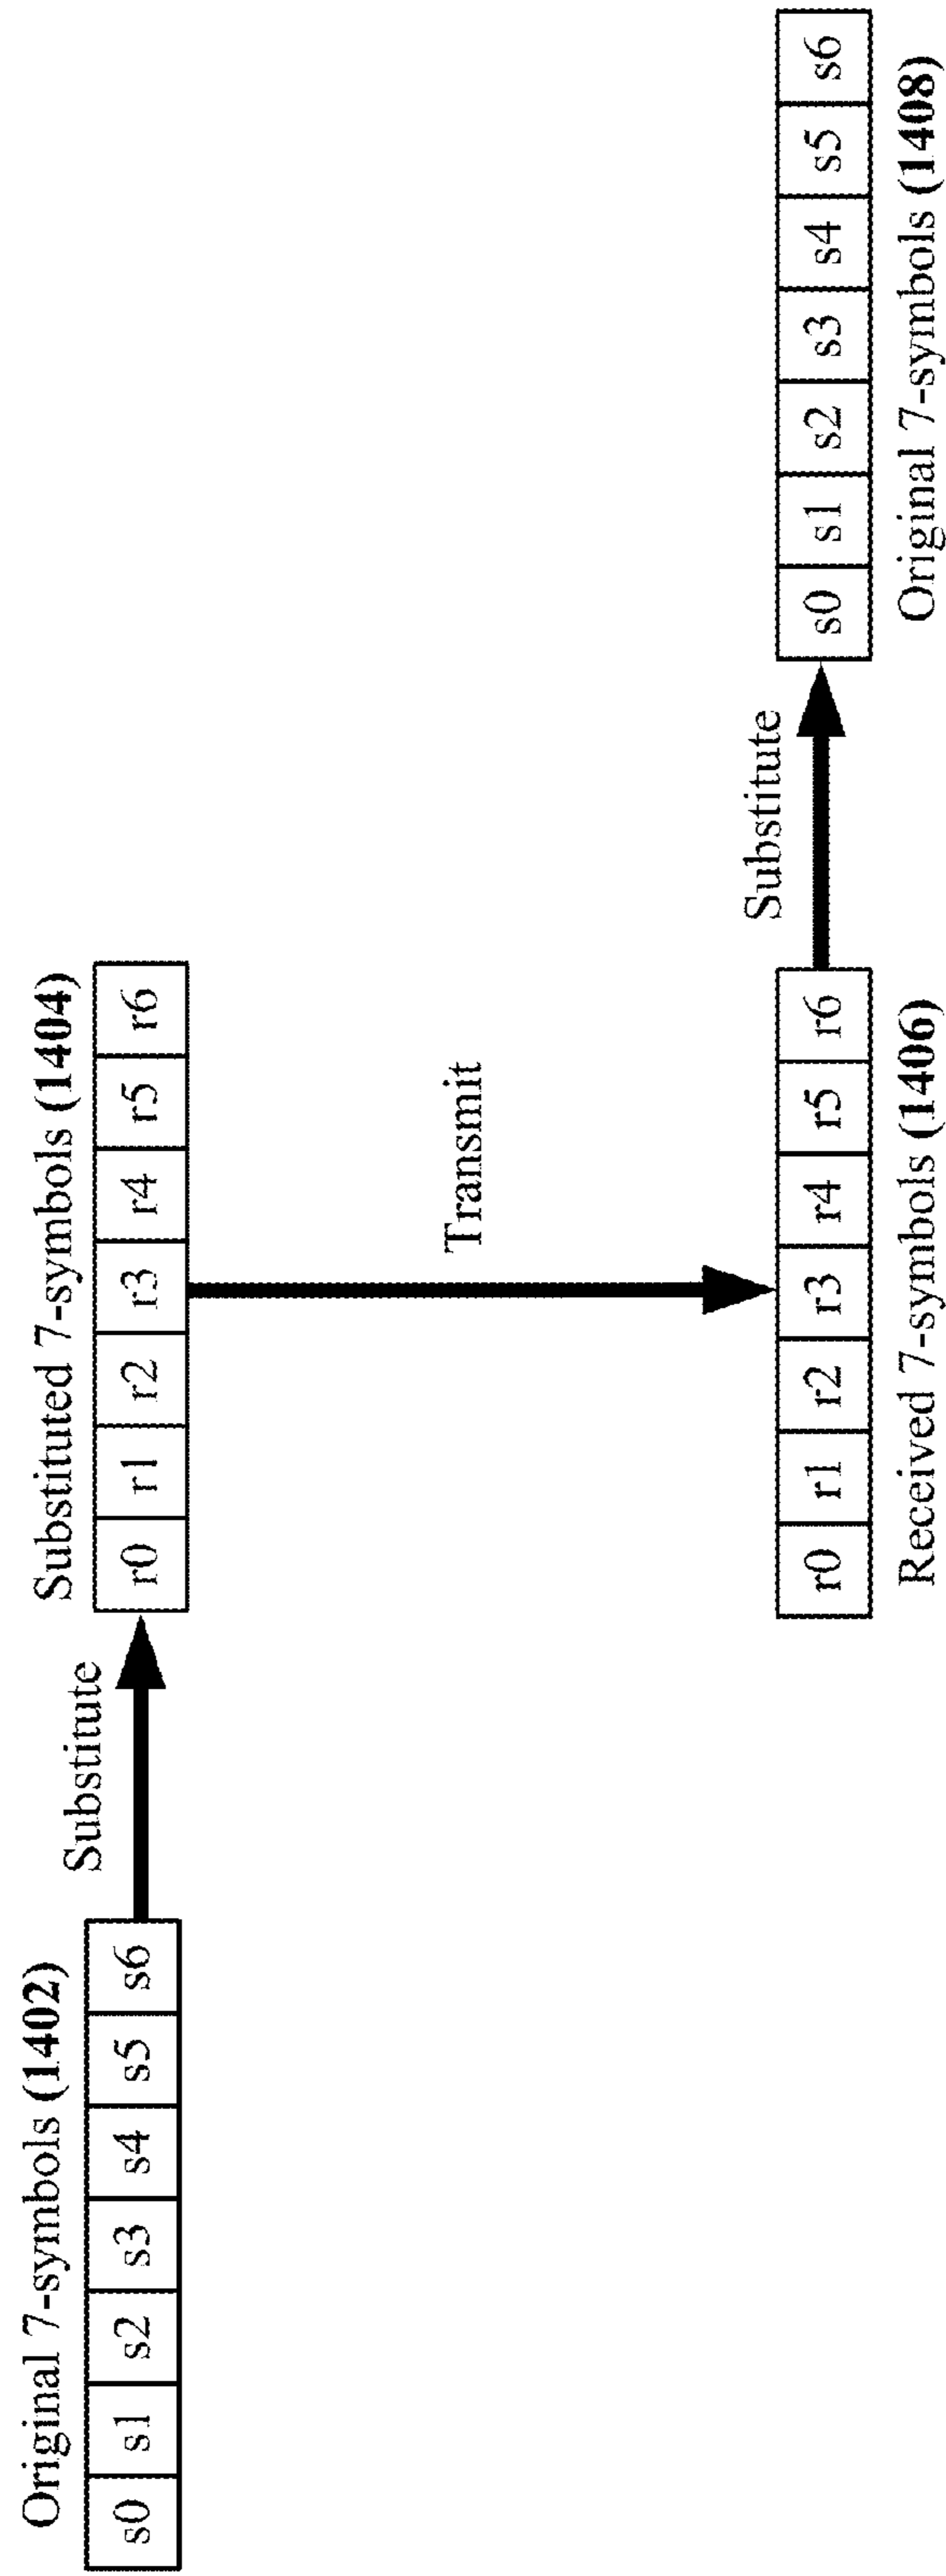 Original 7-symbols (1402)
s0 s1 s2 s3 s4 s5 s6
Substitute
Substituted 7-symbols (1404)
r0 r1 r2 r3 r4 r5 r6
Transmit
r0 r1 r2 r3 r4 r5 r6
Received 7-symbols (1406)
Substitute
s0 s1 s2 s3 s4 s5 s6
Original 7-symbols (1408)